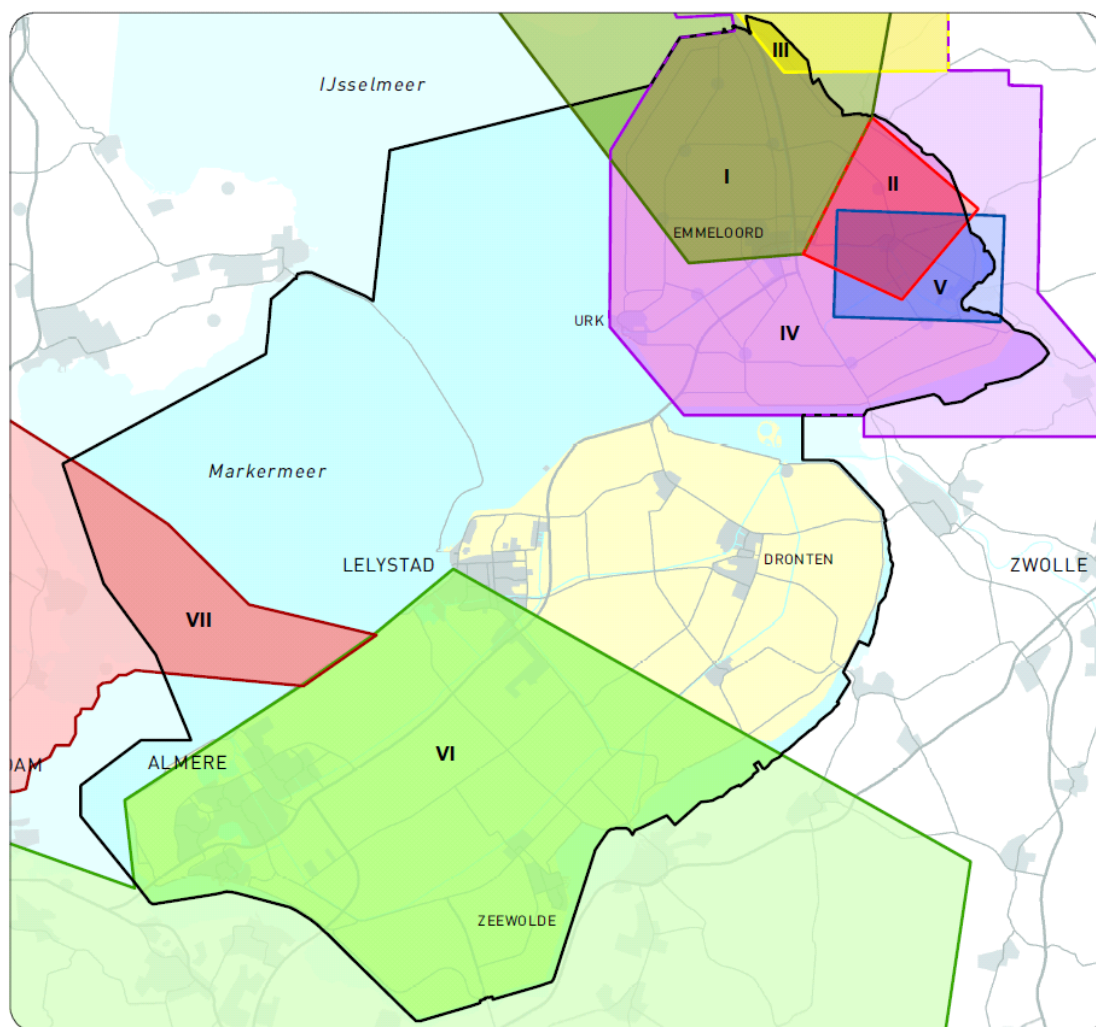 III
IJsselmeer
I
II
EMMELOORD
V
URK
IV
Markermeer
LELYSTAD
DRONTEN
ZWOLLE
VII
VI
DAM
ALMERE
ZEEWOLDE